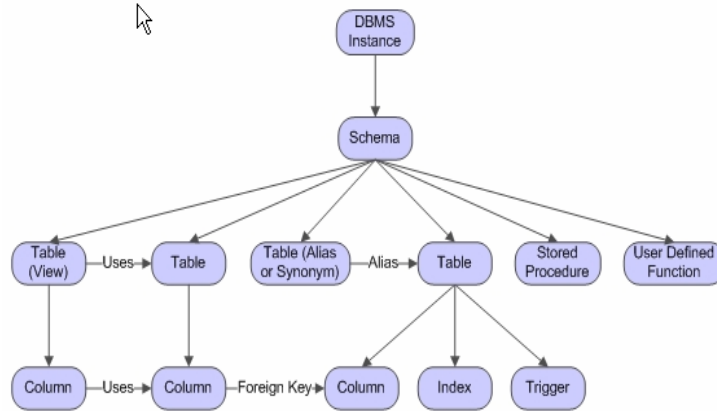 DBMS
Instance
Schema
Table
(View)
Uses
Table
Table (Alias
or Synonym)
Alias
Table
Stored
Procedure
User Defined
Function
Column
Uses
Column
Foreign Key
Column
Index
Trigger